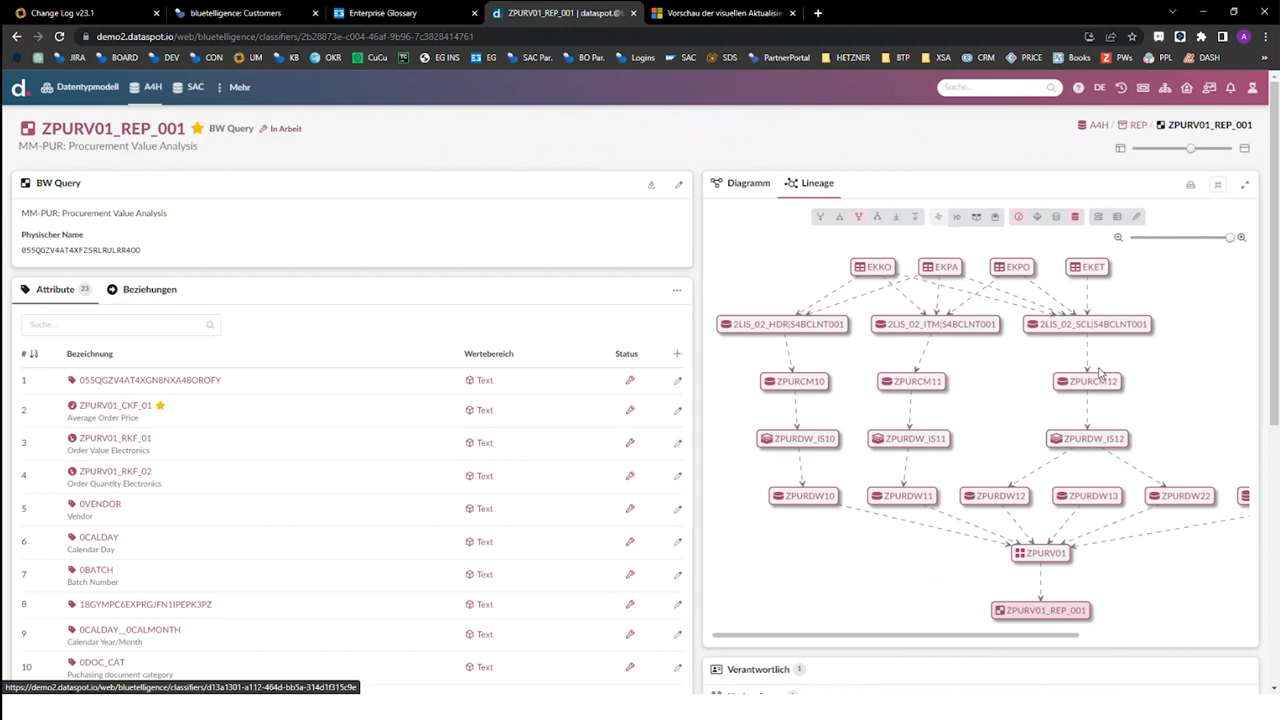 Change Log v23.1
bluetelligence: Customers
Enterprise Glossary
ZPURV01_REP_001 | dataspot.
Vorschau der visuellen Aktualisie
demo2.dataspot.io/web/bluetelligence/classifiers/2b28873e-c004-46af-9b96-7c3828414761
JIRA
BOARD
DEV
CON
UM
KB
OKR
CuCu
EG INS
EG
SAC Par.
BO Par.
Logins
SAC
SDS
PartnerPortal
HETZNER
BTP
XSA
CRM
PRICE
Books
PWs
PPL
DASH
d.
Datentypmodell
A4H
SAC
Mehr
Suche...
DE
ZPURV01_REP_001 BW Query In Arbeit
MM-PUR: Procurement Value Analysis
A4H / REP / ZPURV01_REP_001
BW Query
MM-PUR: Procurement Value Analysis
Physischer Name
055QGZV4AT4XFZSRLRULRR4OO
Attribute 23
Beziehungen
Suche...
# Bezeichnung Wertebereich Status
1 055QGZV4AT4XGN8NXA48OROFY Text
2 ZPURV01_CKF_01 Text
Average Order Price
3 ZPURV01_RKF_01 Text
Order Value Electronics
4 ZPURV01_RKF_02 Text
Order Quantity Electronics
5 0VENDOR Text
Vendor
6 0CALDAY Text
Calendar Day
7 0BATCH Text
Batch Number
8 18GYMPC6EXPRGJFN1IPEPK3PZ Text
9 0CALDAY__0CALMONTH Text
Calendar Year/Month
10 0DOC_CAT Text
Puchasing document category
https://demo2.dataspot.io/web/bluetelligence/classifiers/d13a1301-a112-464d-bb5a-314d1f315c9e
Diagramm
Lineage
EKKO
EKPA
EKPO
EKET
2LIS_02_HDR|S4BCLNT001
2LIS_02_ITM|S4BCLNT001
2LIS_02_SCL|S4BCLNT001
ZPURCM10
ZPURCM11
ZPURCM12
ZPURDW_IS10
ZPURDW_IS11
ZPURDW_IS12
ZPURDW10
ZPURDW11
ZPURDW12
ZPURDW13
ZPURDW22
ZPURV01
ZPURV01_REP_001
Verantwortlich 1